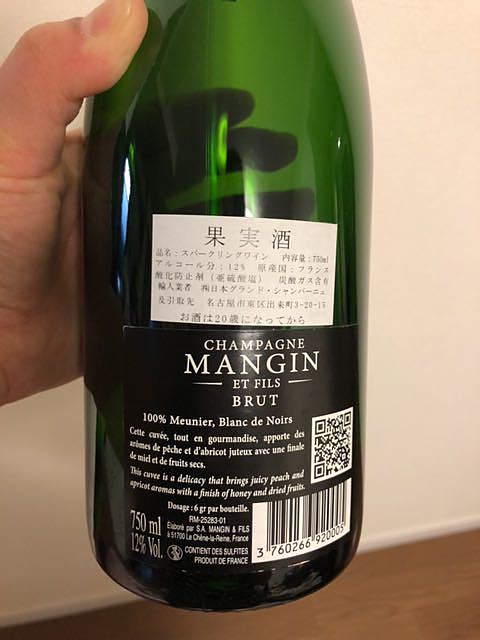 果実酒
品名：スパークリングワイン 内容量：750ml
アルコール分：12% 原産国：フランス
酸化防止剤（亜硫酸塩） 炭酸ガス含有
輸入業者 ㈱日本グランド・シャンパーニュ
及引取先 名古屋市東区出来町3-20-15
お酒は20歳になってから
CHAMPAGNE
MANGIN
ET FILS
BRUT
100% Meunier, Blanc de Noirs
Cette cuvée, tout en gourmandise, apporte des
arômes de pêche et d'abricot juteux avec une finale
de miel et de fruits secs.
This cuvee is a delicacy that brings juicy peach and
apricot aromas with a finish of honey and dried fruits.
Dosage : 6 gr par bouteille.
RM-25283-01
750 ml
12% Vol.
Élaboré par S.A. MANGIN & FILS
à 51700 Le Chêne-la-Reine, France
CONTIENT DES SULFITES
PRODUIT DE FRANCE
3 760266 920005